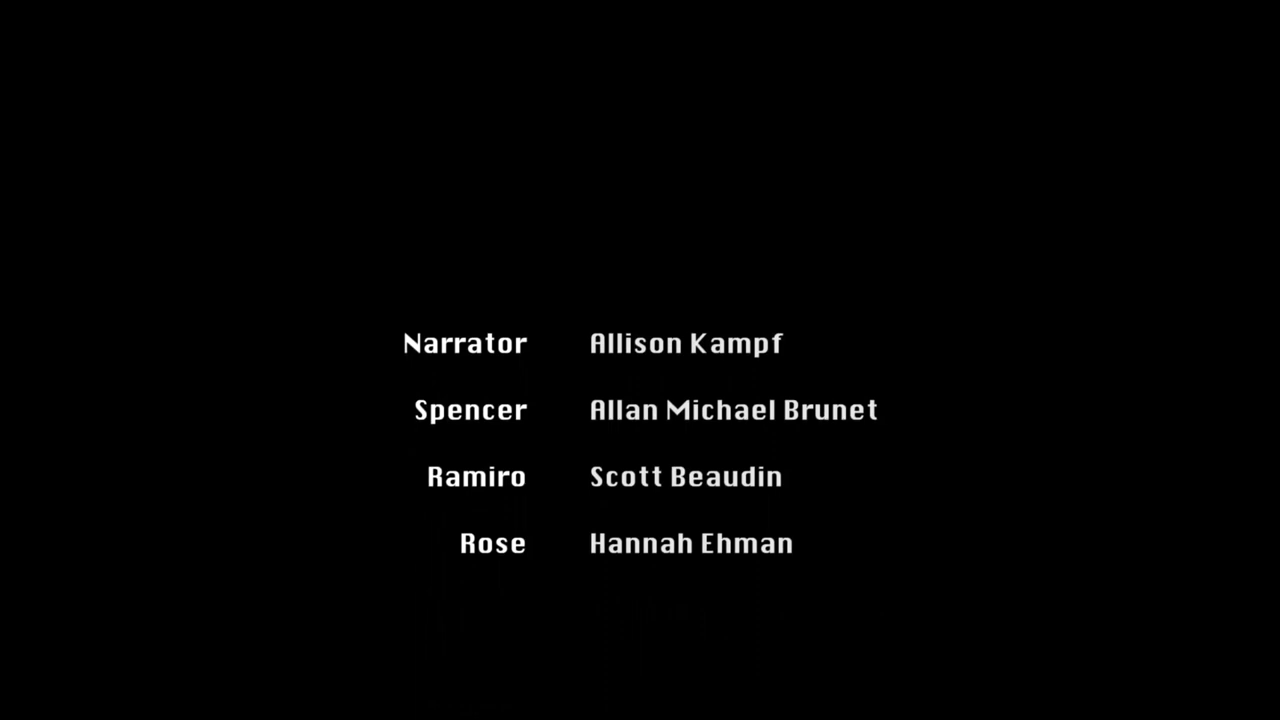 Narrator Allison Kampf
Spencer Allan Michael Brunet
Ramiro Scott Beaudin
Rose Hannah Ehman